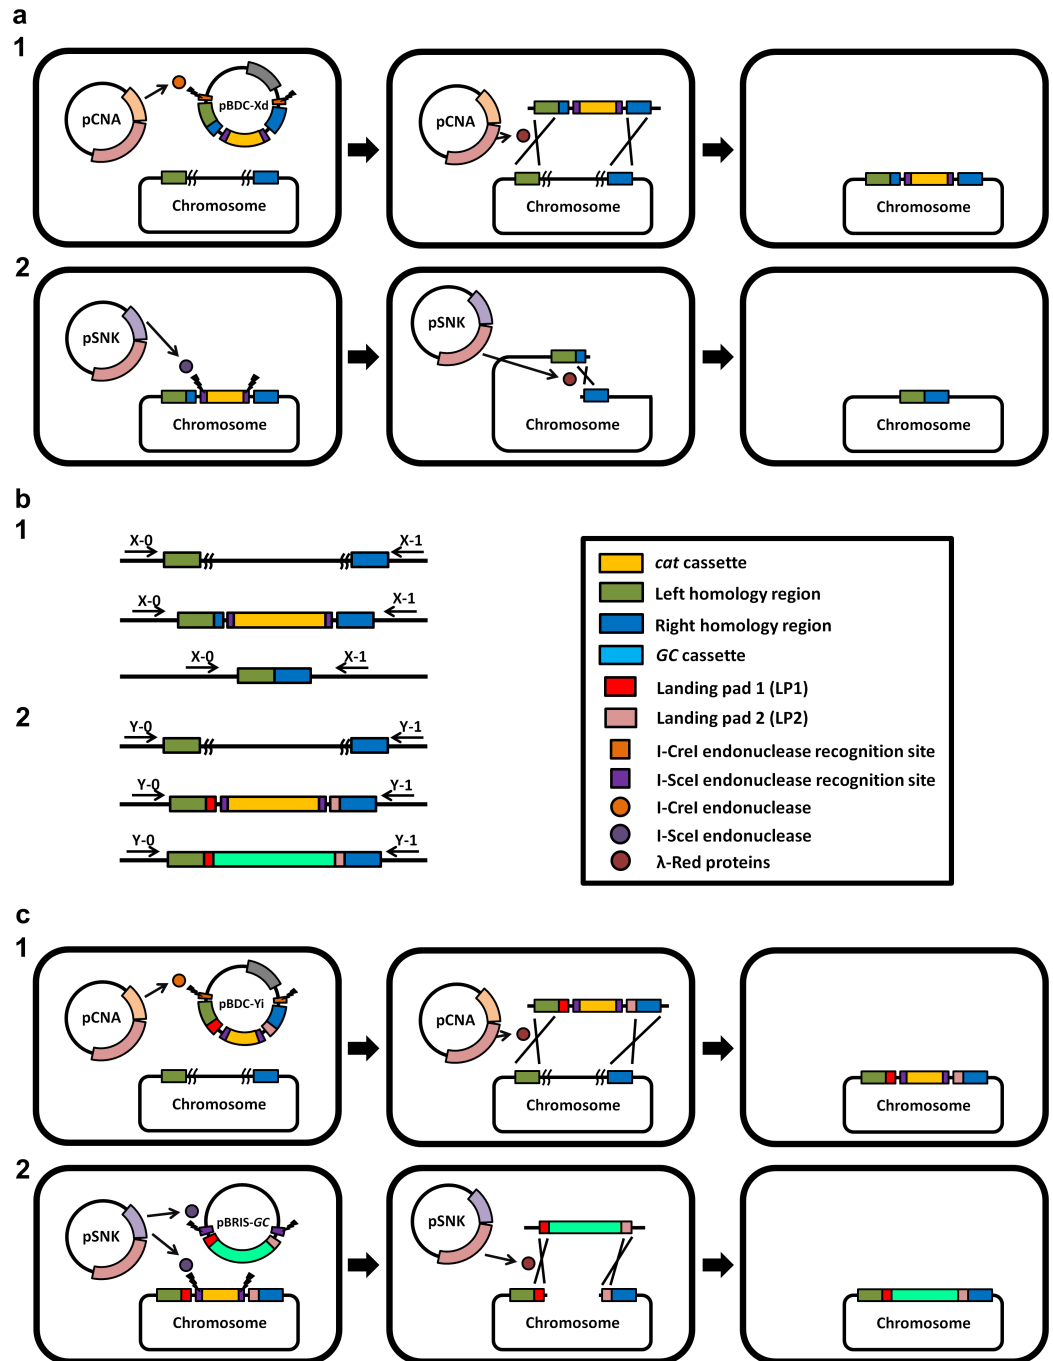 a
1
pCNA
pBDC-Xd
Chromosome
pCNA
Chromosome
Chromosome
2
pSNK
Chromosome
pSNK
Chromosome
Chromosome
b
1
X-0
X-1
X-0
X-1
X-0
X-1
2
Y-0
Y-1
Y-0
Y-1
Y-0
Y-1
cat cassette
Left homology region
Right homology region
GC cassette
Landing pad 1 (LP1)
Landing pad 2 (LP2)
I-CreI endonuclease recognition site
I-SceI endonuclease recognition site
I-CreI endonuclease
I-SceI endonuclease
λ-Red proteins
c
1
pCNA
pBDC-Yi
Chromosome
pCNA
Chromosome
Chromosome
2
pSNK
pBRIS-GC
Chromosome
pSNK
Chromosome
Chromosome